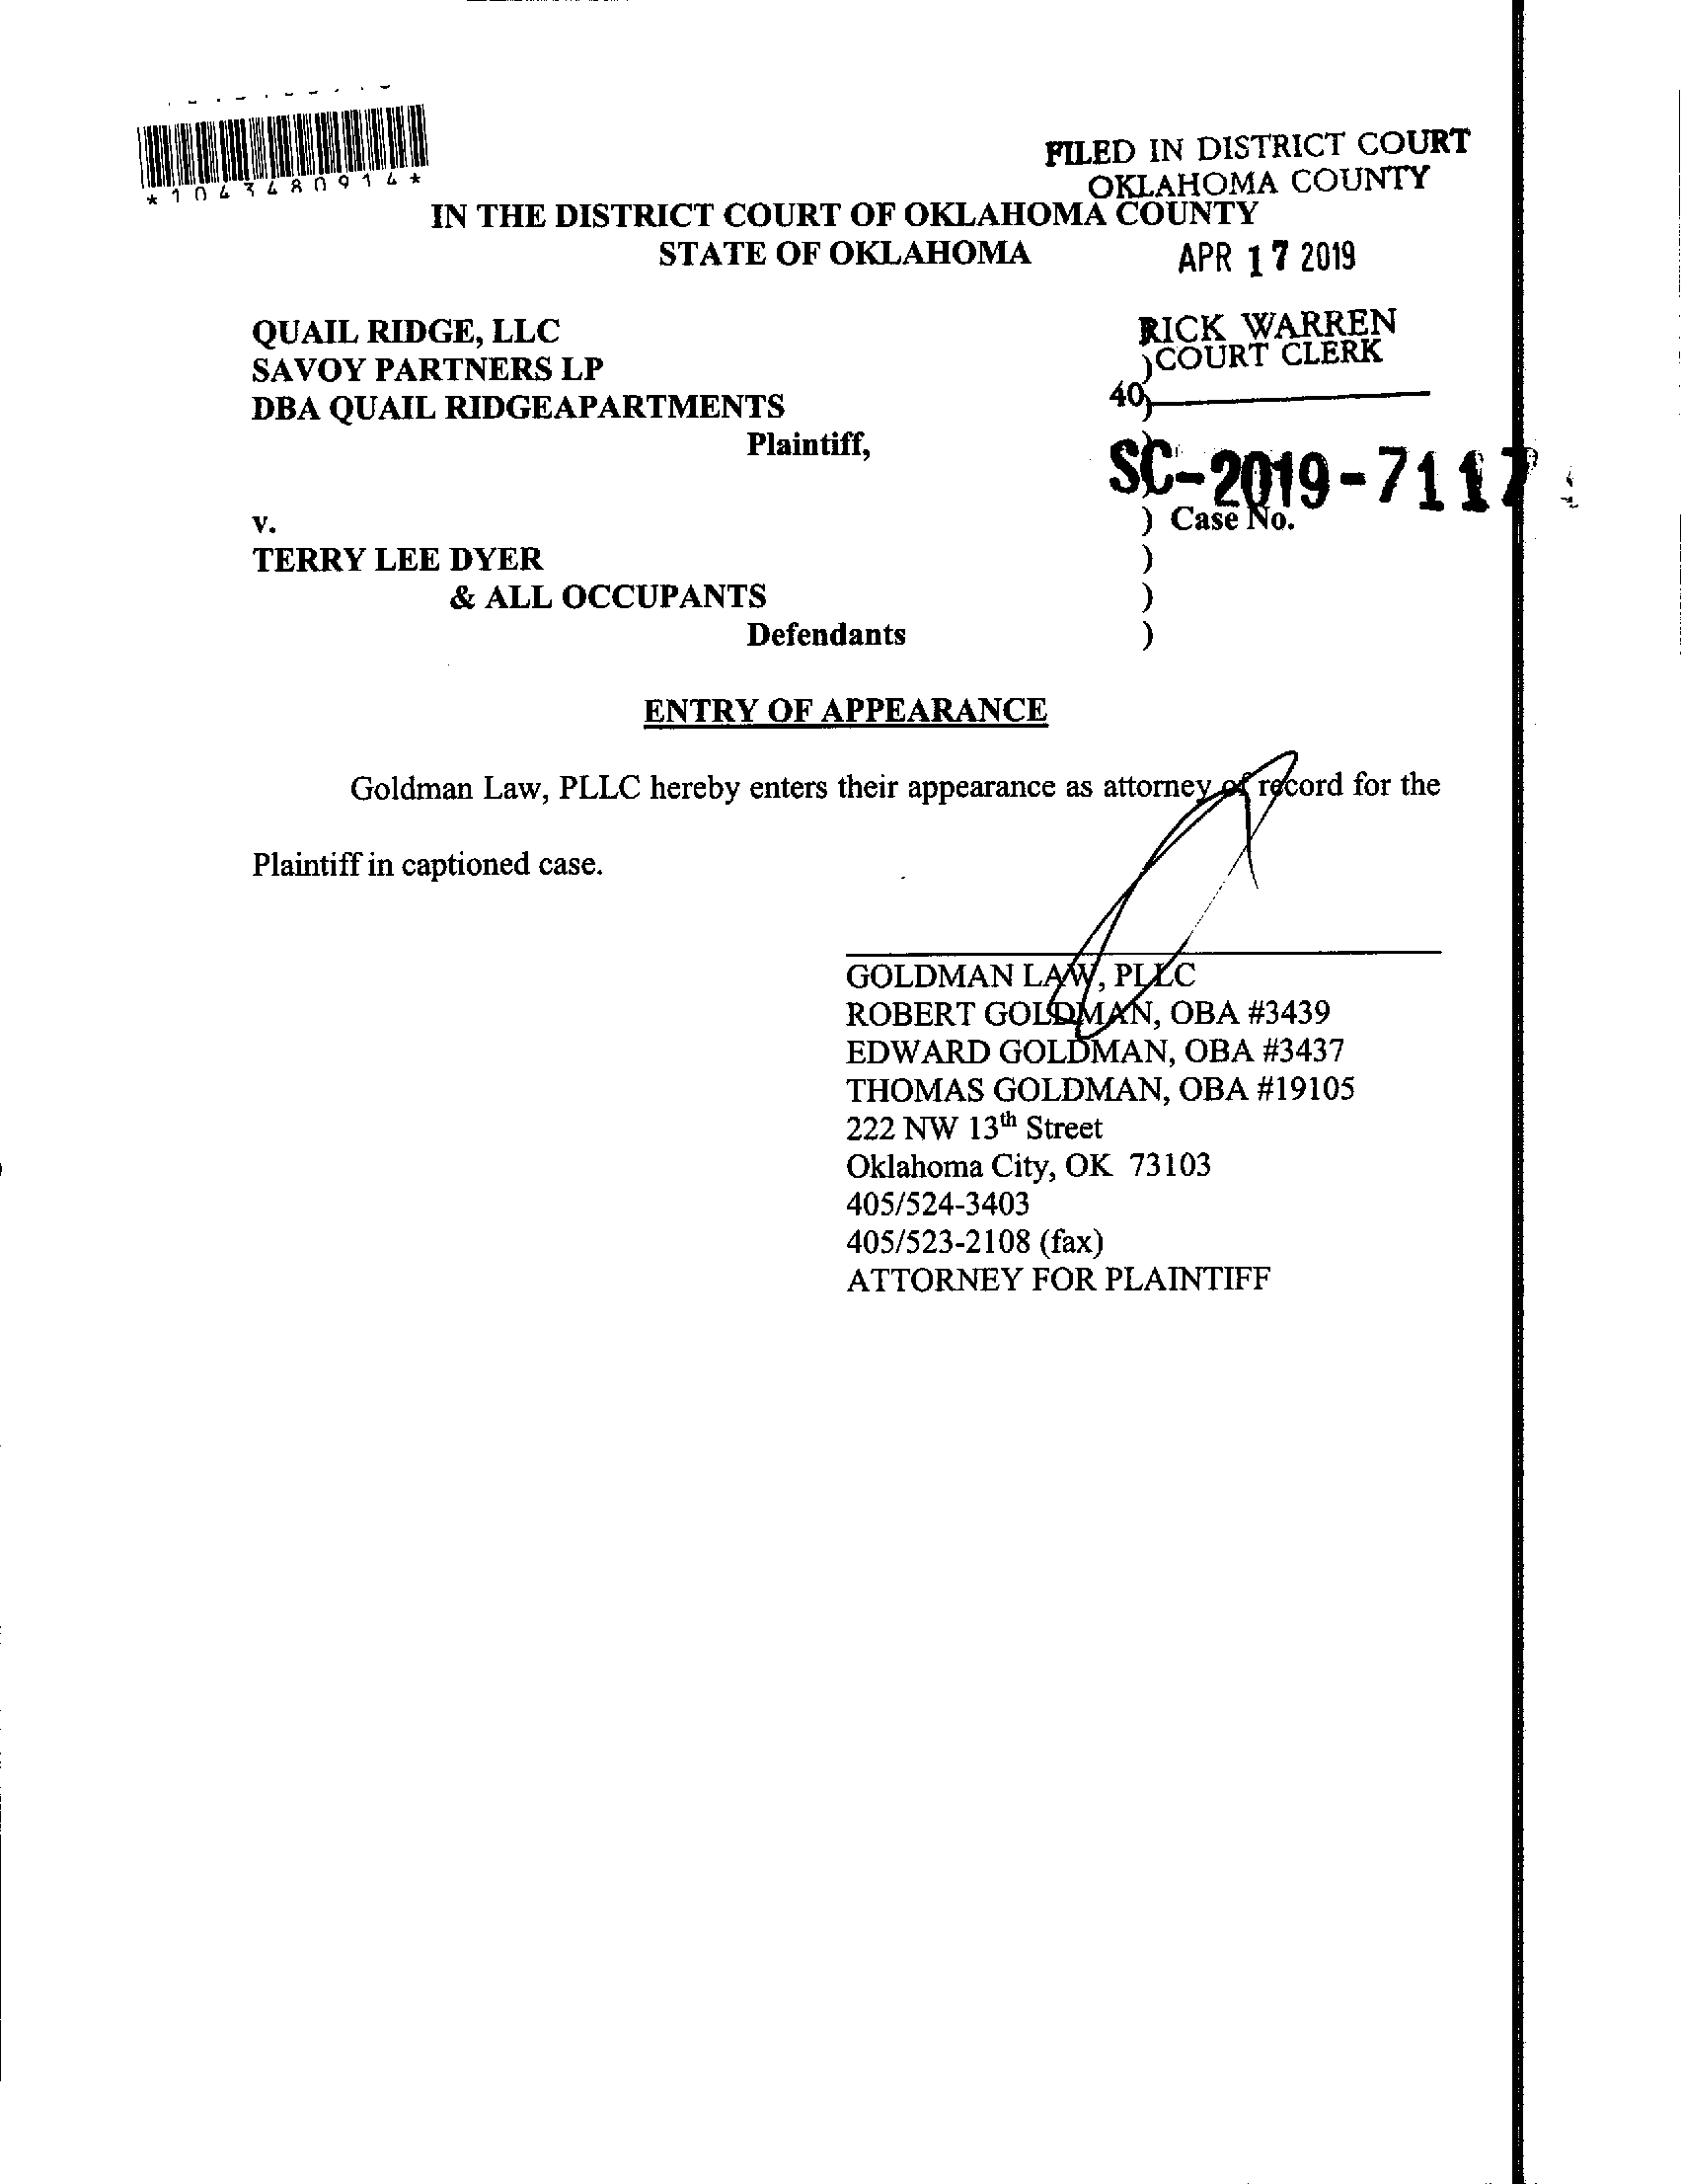 *1043480914*
FILED IN DISTRICT COURT
OKLAHOMA COUNTY
IN THE DISTRICT COURT OF OKLAHOMA COUNTY
STATE OF OKLAHOMA
APR 17 2019
QUAIL RIDGE, LLC
SAVOY PARTNERS LP
DBA QUAIL RIDGEAPARTMENTS
Plaintiff,
RICK WARREN
)COURT CLERK
40)
)
SC-2019-7117
v.
) Case No.
TERRY LEE DYER )
& ALL OCCUPANTS )
Defendants )
ENTRY OF APPEARANCE
Goldman Law, PLLC hereby enters their appearance as attorney of record for the
Plaintiff in captioned case.
GOLDMAN LAW, PLLC
ROBERT GOLDMAN, OBA #3439
EDWARD GOLDMAN, OBA #3437
THOMAS GOLDMAN, OBA #19105
222 NW 13th Street
Oklahoma City, OK 73103
405/524-3403
405/523-2108 (fax)
ATTORNEY FOR PLAINTIFF